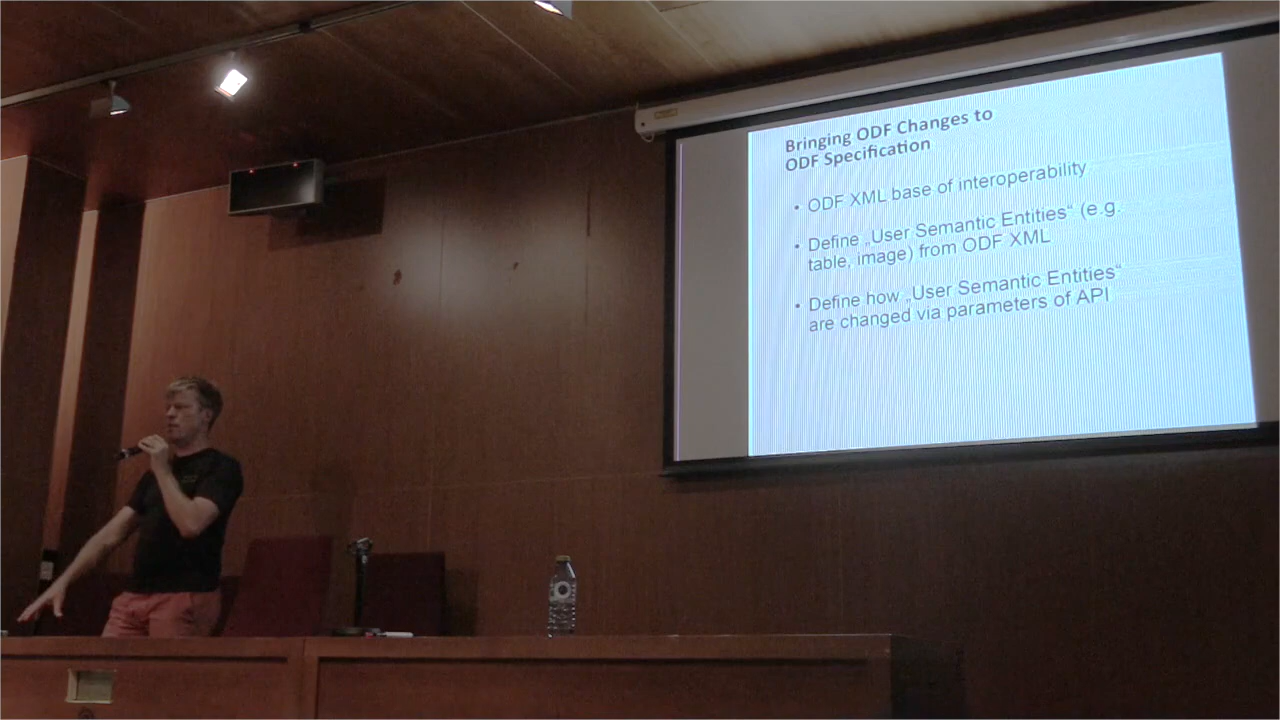 Bringing ODF Changes to
ODF Specification
• ODF XML base of interoperability
• Define „User Semantic Entities“ (e.g.
table, image) from ODF XML
• Define how „User Semantic Entities“
are changed via parameters of API